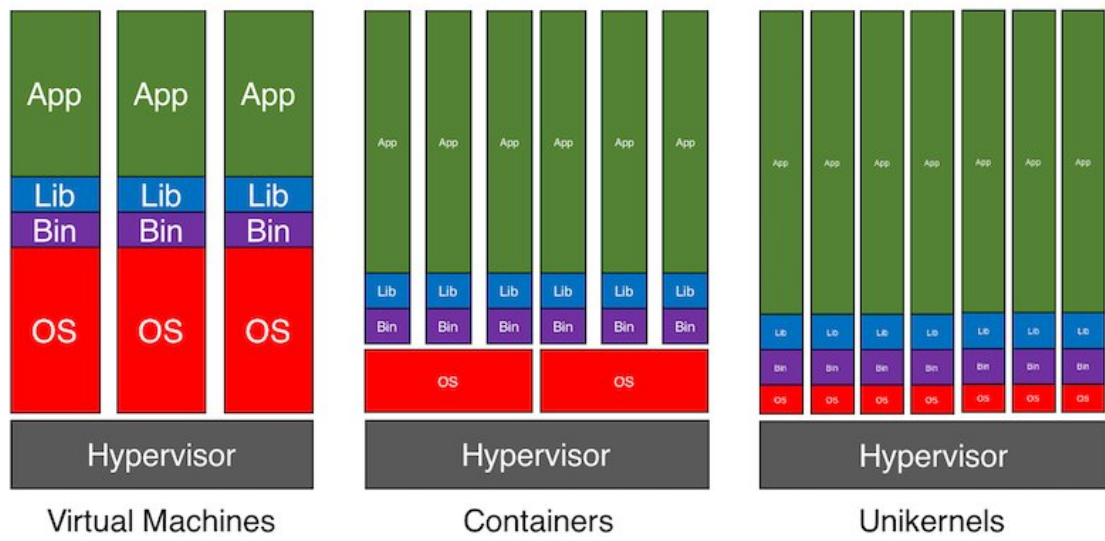 App App App
Lib Lib Lib
Bin Bin Bin
OS OS OS
Hypervisor
Virtual Machines
App App App App App App
Lib Lib Lib Lib Lib Lib
Bin Bin Bin Bin Bin Bin
OS OS
Hypervisor
Containers
App App App App App App App
Lib Lib Lib Lib Lib Lib Lib
Bin Bin Bin Bin Bin Bin Bin
OS OS OS OS OS OS OS
Hypervisor
Unikernels